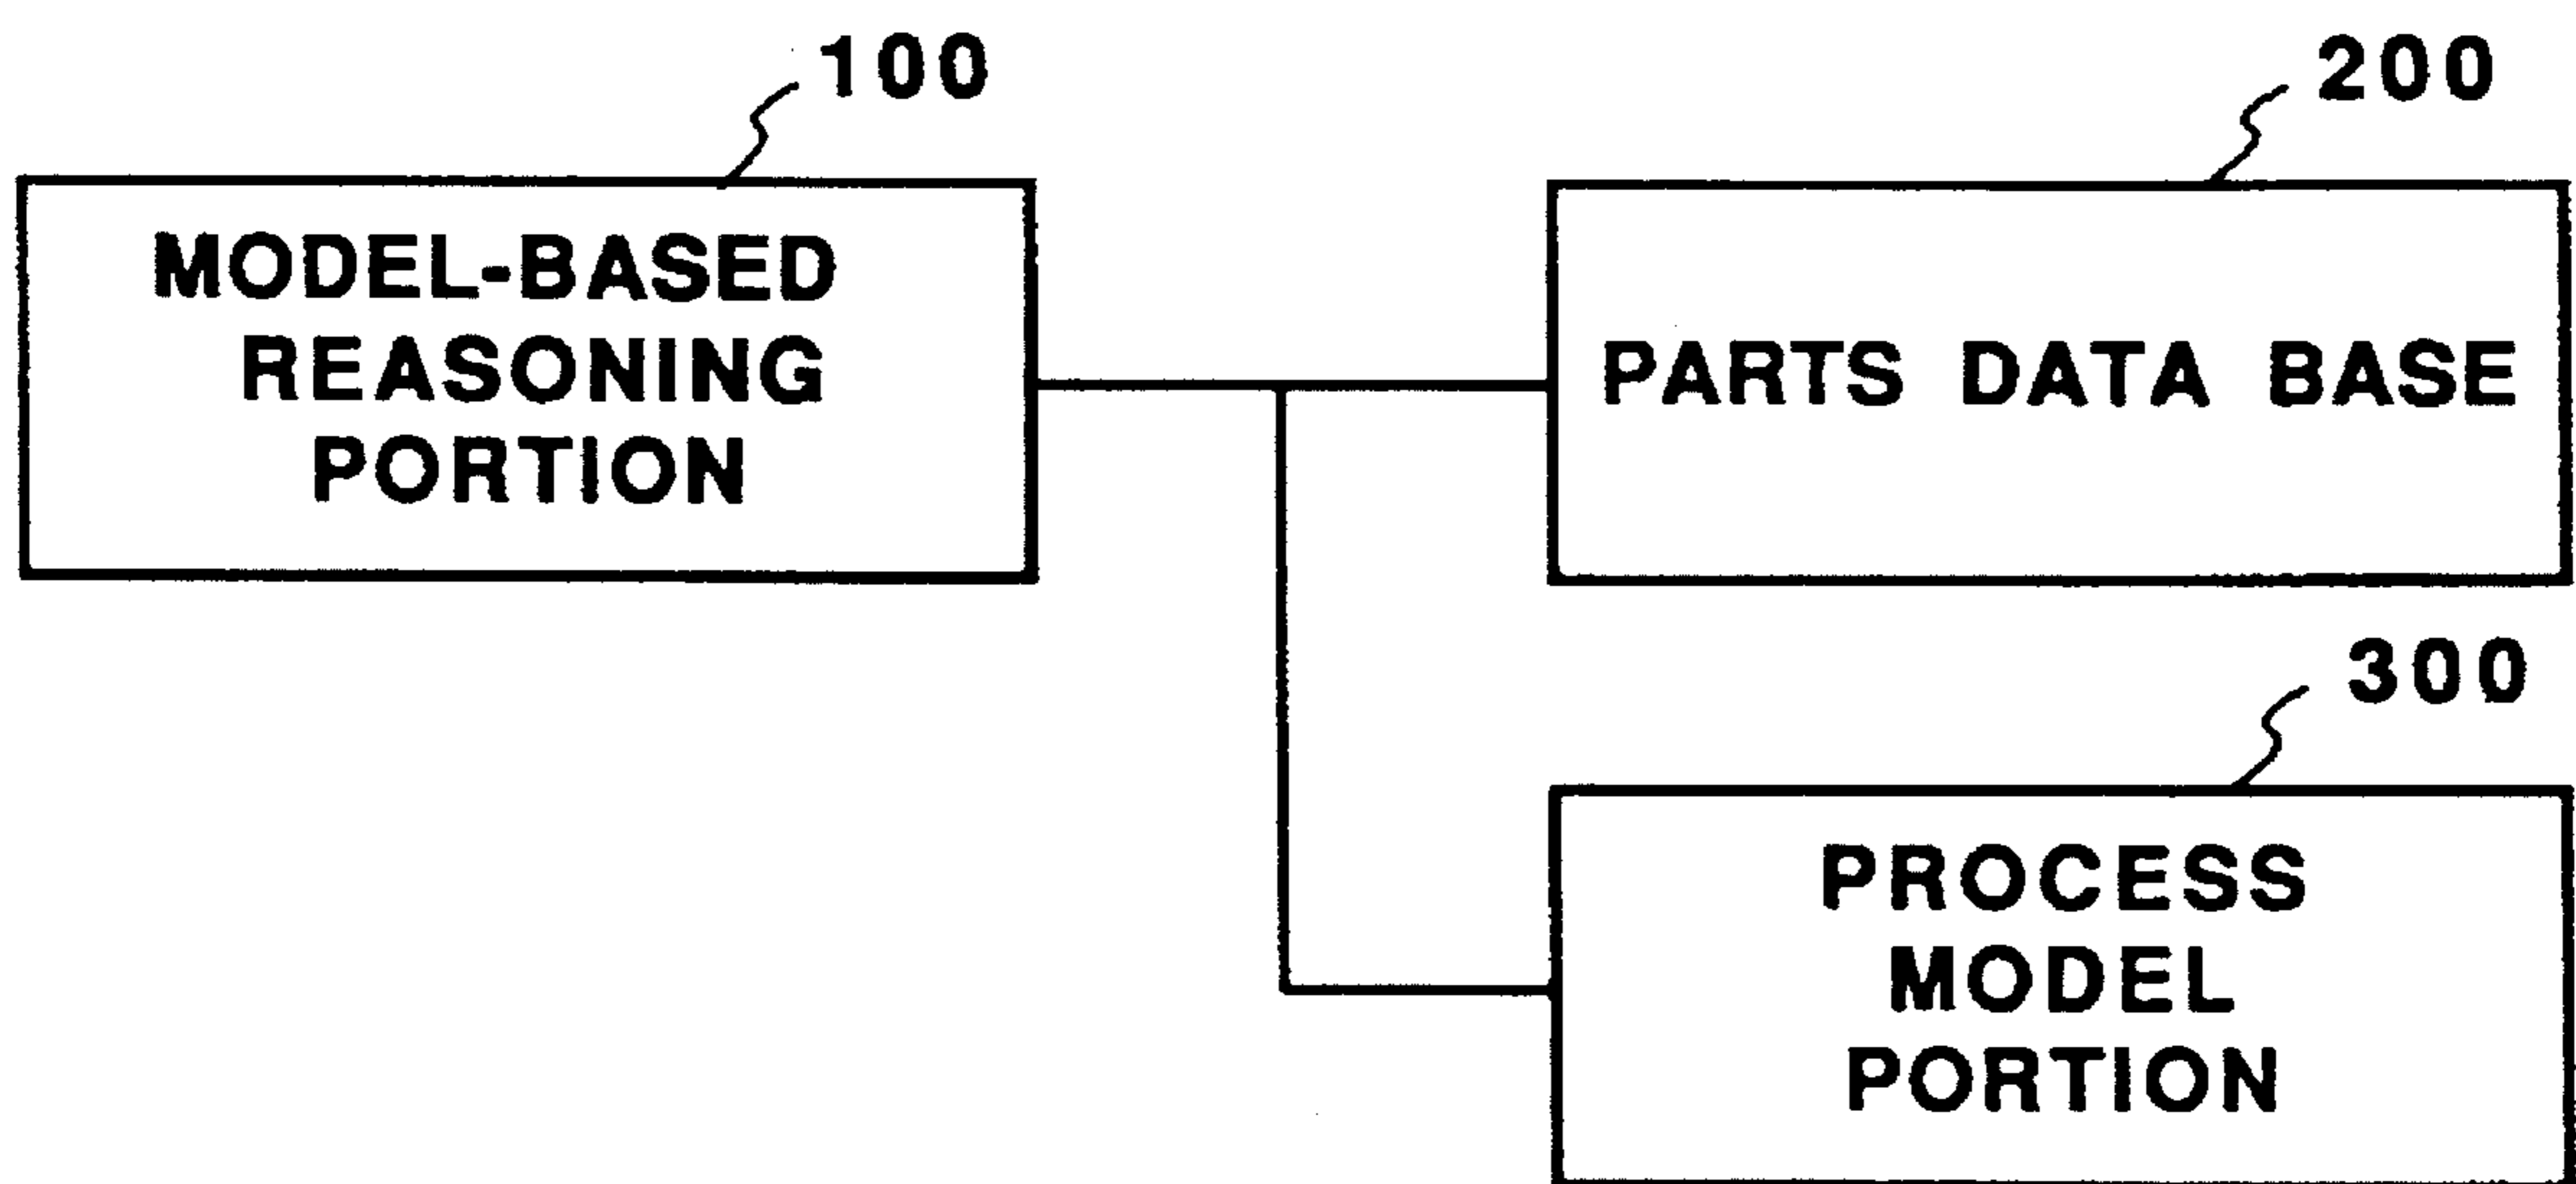 100
MODEL-BASED
REASONING
PORTION
200
PARTS DATA BASE
300
PROCESS
MODEL
PORTION